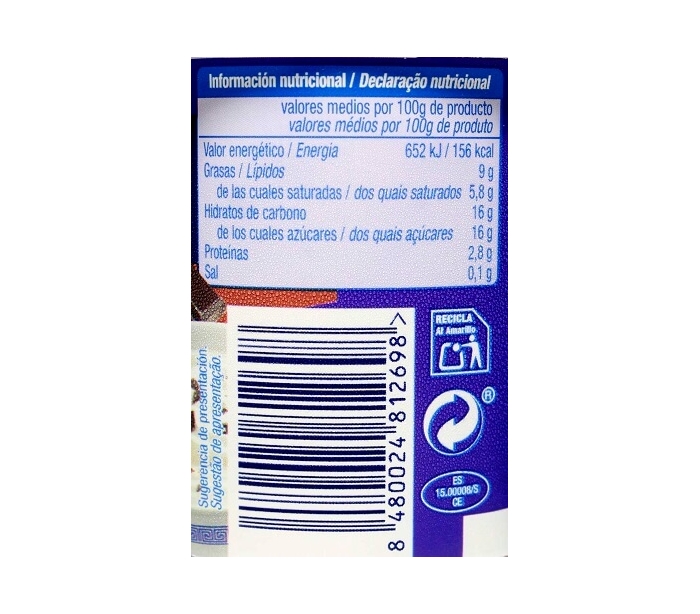 Información nutricional / Declaração nutricional
valores medios por 100g de producto
valores médios por 100g de produto
Valor energético / Energia 652 kJ / 156 kcal
Grasas / Lípidos 9 g
de las cuales saturadas / dos quais saturados 5,8 g
Hidratos de carbono 16 g
de los cuales azúcares / dos quais açúcares 16 g
Proteínas 2,8 g
Sal 0,1 g
Sugerencia de presentación.
Sugestão de apresentação.
8 480024 812698 >
RECICLA
Al Amarillo
®
ES
15.00008/S
CE